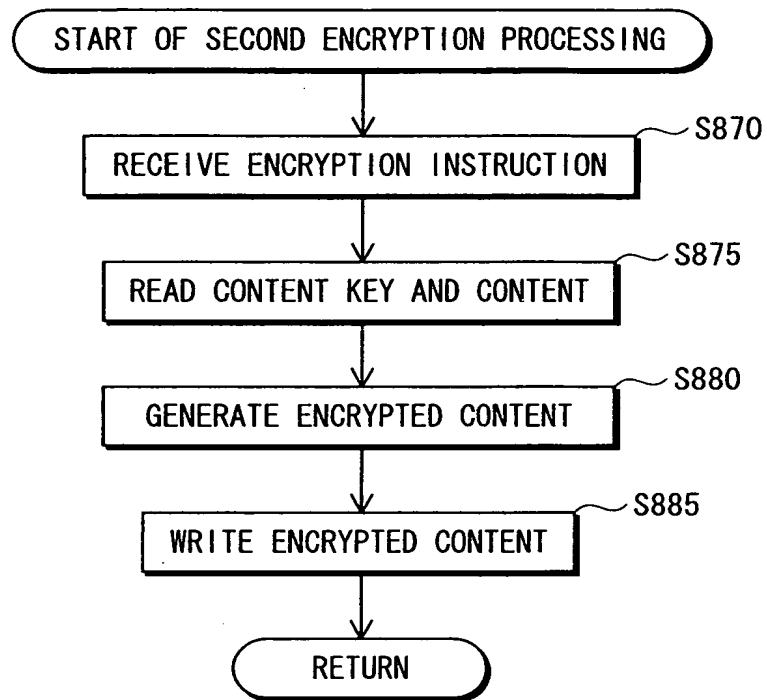 START OF SECOND ENCRYPTION PROCESSING
S870
RECEIVE ENCRYPTION INSTRUCTION
S875
READ CONTENT KEY AND CONTENT
S880
GENERATE ENCRYPTED CONTENT
S885
WRITE ENCRYPTED CONTENT
RETURN